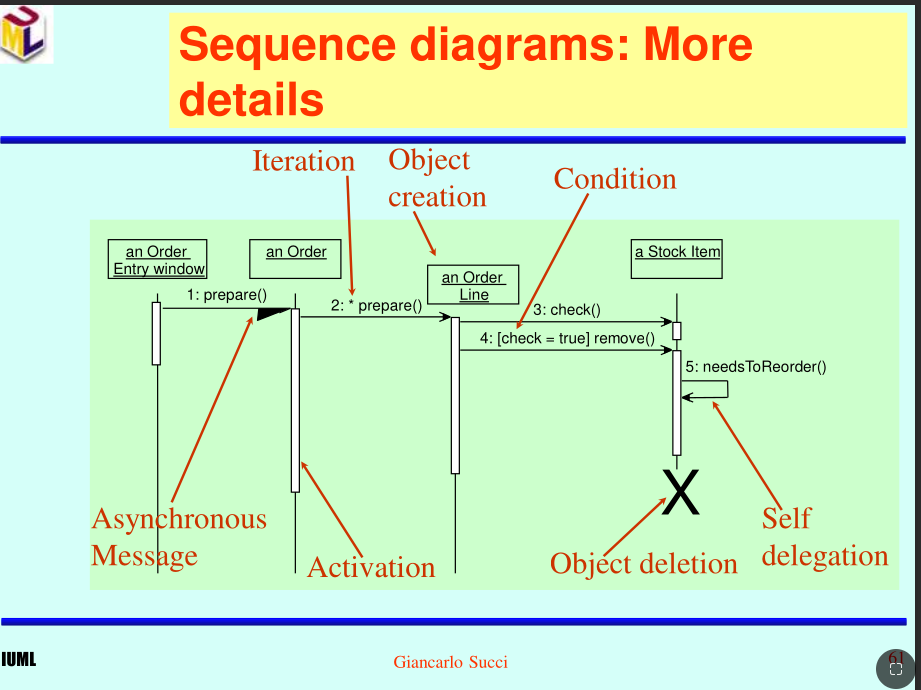 UML
Sequence diagrams: More
details
Iteration
Object
creation
Condition
an Order
Entry window
an Order
an Order
Line
a Stock Item
1: prepare()
2: * prepare()
3: check()
4: [check = true] remove()
5: needsToReorder()
X
Asynchronous
Message
Activation
Object deletion
Self
delegation
IUML
Giancarlo Succi
61